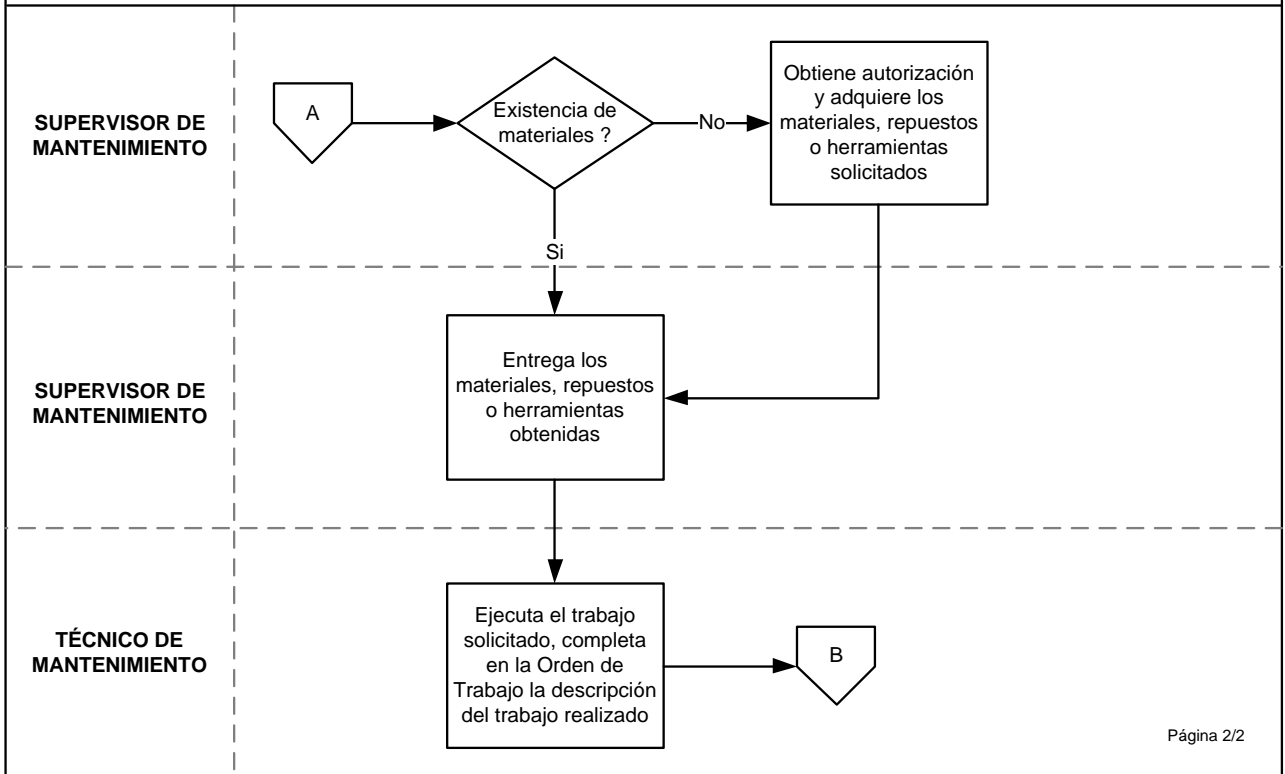 SUPERVISOR DE
MANTENIMIENTO
A
Existencia de
materiales ?
No
Obtiene autorización
y adquiere los
materiales, repuestos
o herramientas
solicitados
Si
SUPERVISOR DE
MANTENIMIENTO
Entrega los
materiales, repuestos
o herramientas
obtenidas
TÉCNICO DE
MANTENIMIENTO
Ejecuta el trabajo
solicitado, completa
en la Orden de
Trabajo la descripción
del trabajo realizado
B
Página 2/2